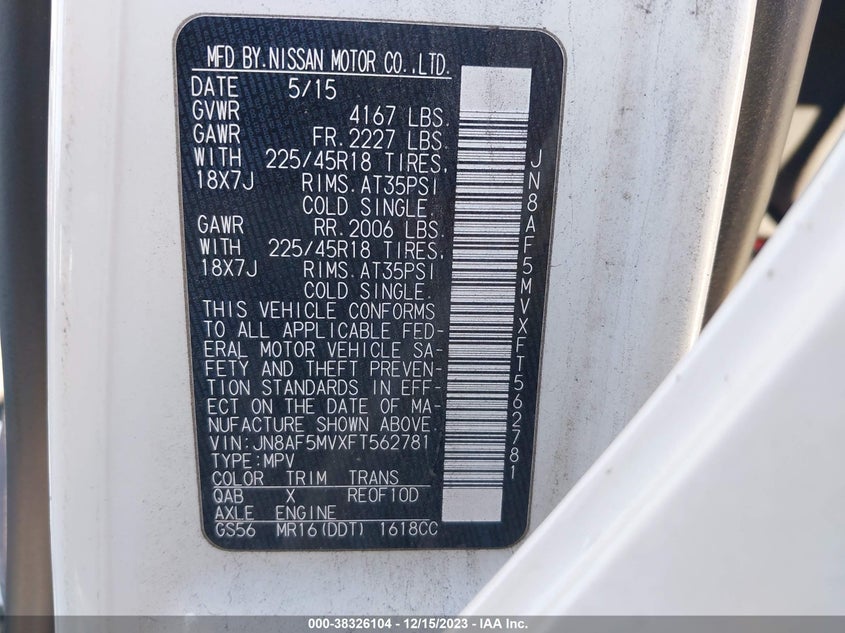 MFD BY.NISSAN MOTOR CO.,LTD.
DATE 5/15
GVWR 4167 LBS.
GAWR FR.2227 LBS.
WITH 225/45R18 TIRES,
18X7J RIMS.AT35PSI
COLD SINGLE.
GAWR RR.2006 LBS.
WITH 225/45R18 TIRES,
18X7J RIMS.AT35PSI
COLD SINGLE.
THIS VEHICLE CONFORMS
TO ALL APPLICABLE FED-
ERAL MOTOR VEHICLE SA-
FETY AND THEFT PREVEN-
TION STANDARDS IN EFF-
ECT ON THE DATE OF MA-
NUFACTURE SHOWN ABOVE.
VIN:JN8AF5MVXFT562781
TYPE:MPV
COLOR TRIM TRANS
QAB X RE0F10D
AXLE ENGINE
GS56 MR16(DDT) 1618CC
JN8AF5MVXFT562781
000-38326104 - 12/15/2023 - © IAA Inc.